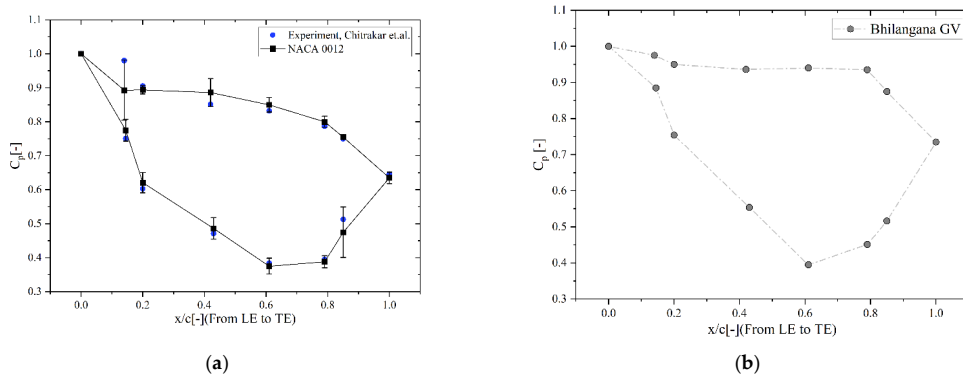 1.1
1.0
0.9
0.8
0.7
0.6
0.5
0.4
0.3
C_p[-]
0.0 0.2 0.4 0.6 0.8 1.0
x/c[-](From LE to TE)
Experiment, Chitrakar et.al.
NACA 0012
(a)
1.1
1.0
0.9
0.8
0.7
0.6
0.5
0.4
0.3
C_p [-]
0.0 0.2 0.4 0.6 0.8 1.0
x/c[-](From LE to TE)
Bhilangana GV
(b)